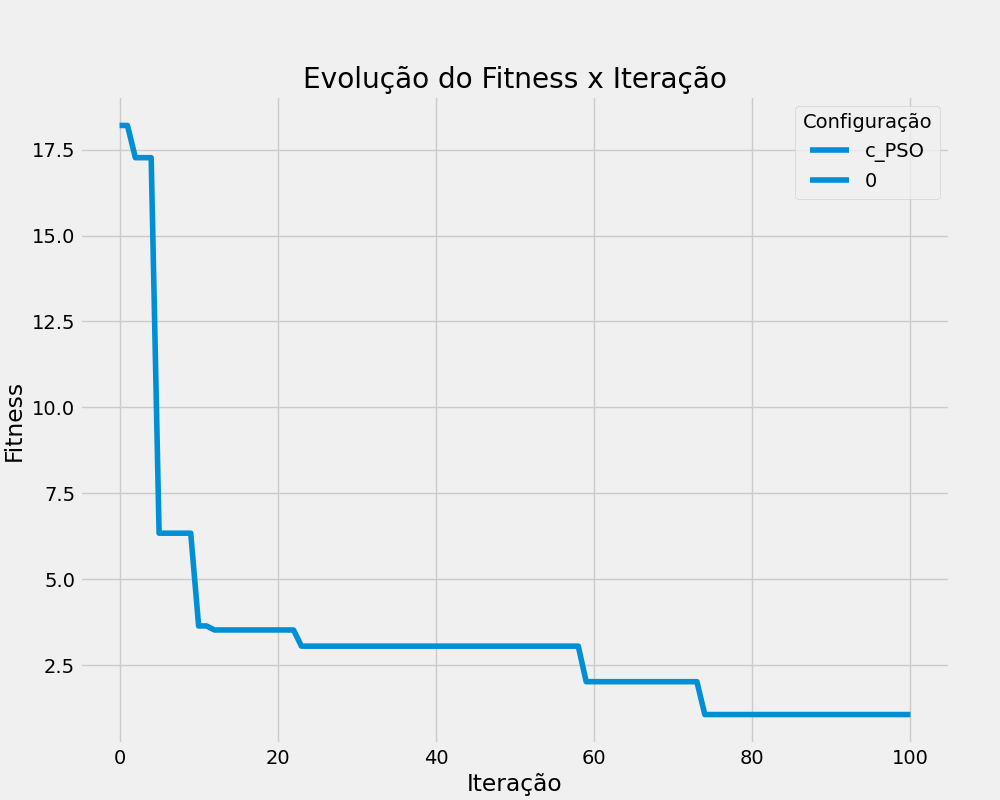 Evolução do Fitness x Iteração
Configuração
c_PSO
0
Fitness
17.5
15.0
12.5
10.0
7.5
5.0
2.5
0 20 40 60 80 100
Iteração